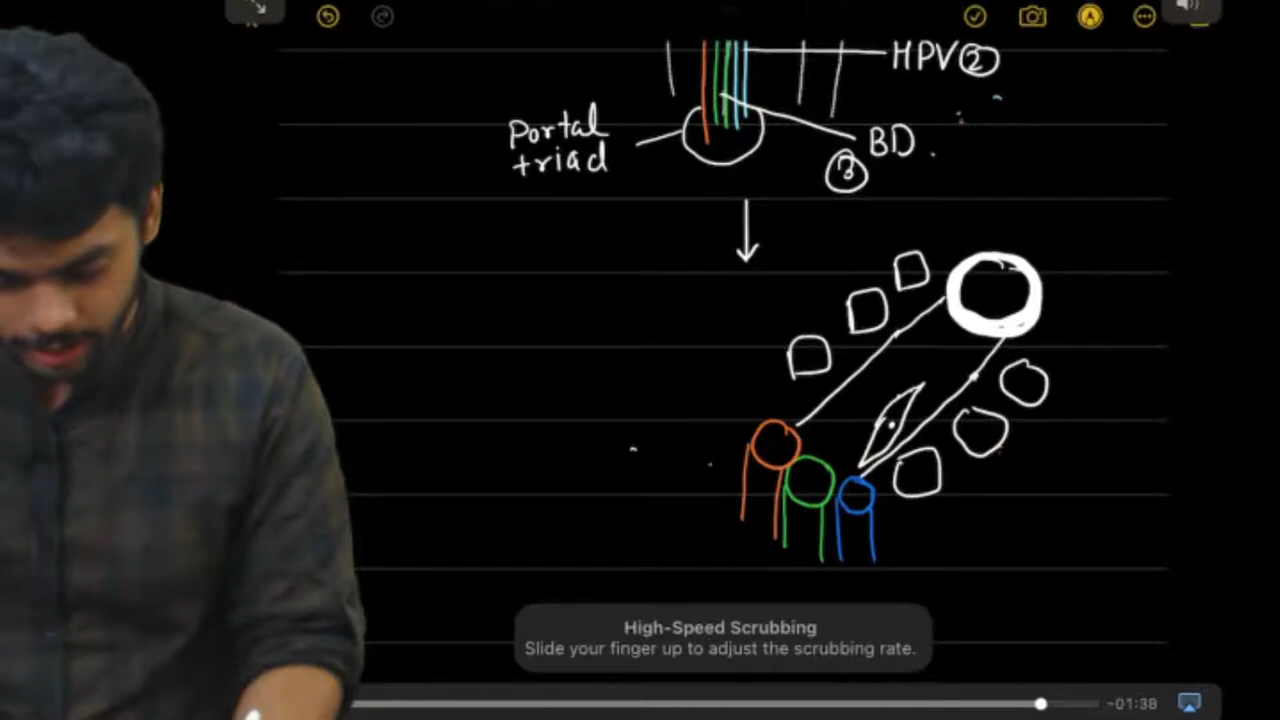 HPV②
Portal
triad
BD
③
High-Speed Scrubbing
Slide your finger up to adjust the scrubbing rate.
-01:38